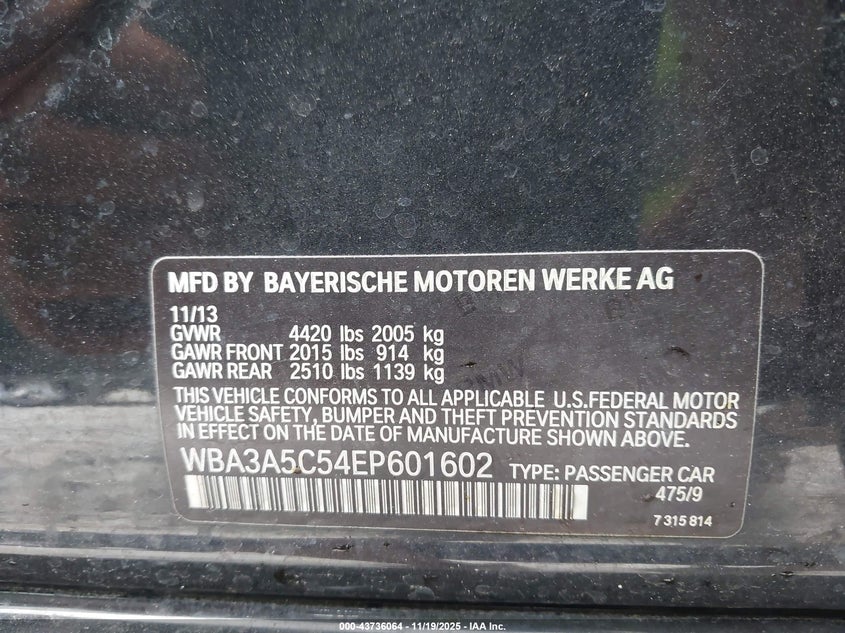 MFD BY BAYERISCHE MOTOREN WERKE AG
11/13
GVWR 4420 lbs 2005 kg
GAWR FRONT 2015 lbs 914 kg
GAWR REAR 2510 lbs 1139 kg
THIS VEHICLE CONFORMS TO ALL APPLICABLE U.S.FEDERAL MOTOR
VEHICLE SAFETY, BUMPER AND THEFT PREVENTION STANDARDS
IN EFFECT ON THE DATE OF MANUFACTURE SHOWN ABOVE.
WBA3A5C54EP601602 TYPE: PASSENGER CAR
475/9
7 315 814
000-43736064 - 11/19/2025 - IAA Inc.